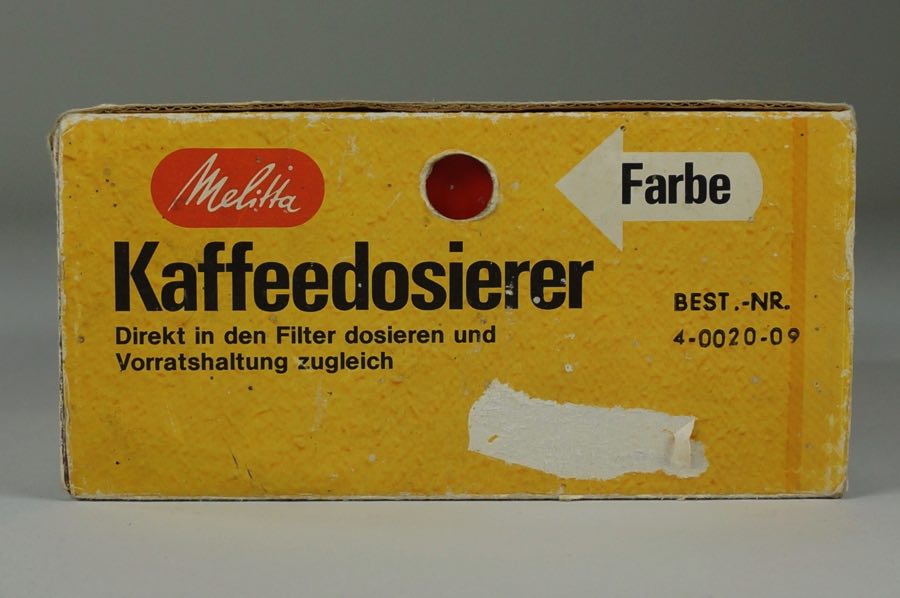 Melitta
Farbe
Kaffeedosierer
Direkt in den Filter dosieren und
Vorratshaltung zugleich
BEST.-NR.
4-0020-09